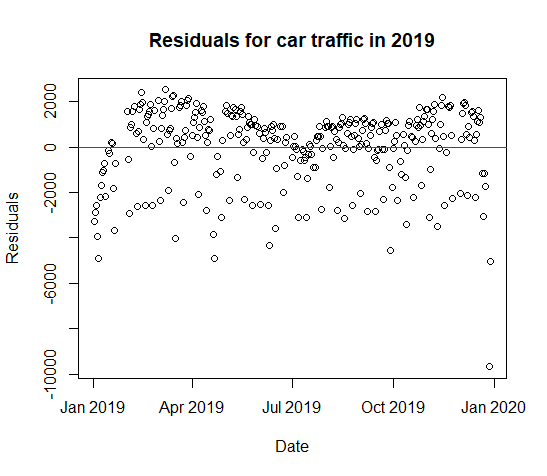 Residuals for car traffic in 2019
Residuals
2000
0
-2000
-6000
-10000
Jan 2019
Apr 2019
Jul 2019
Oct 2019
Jan 2020
Date